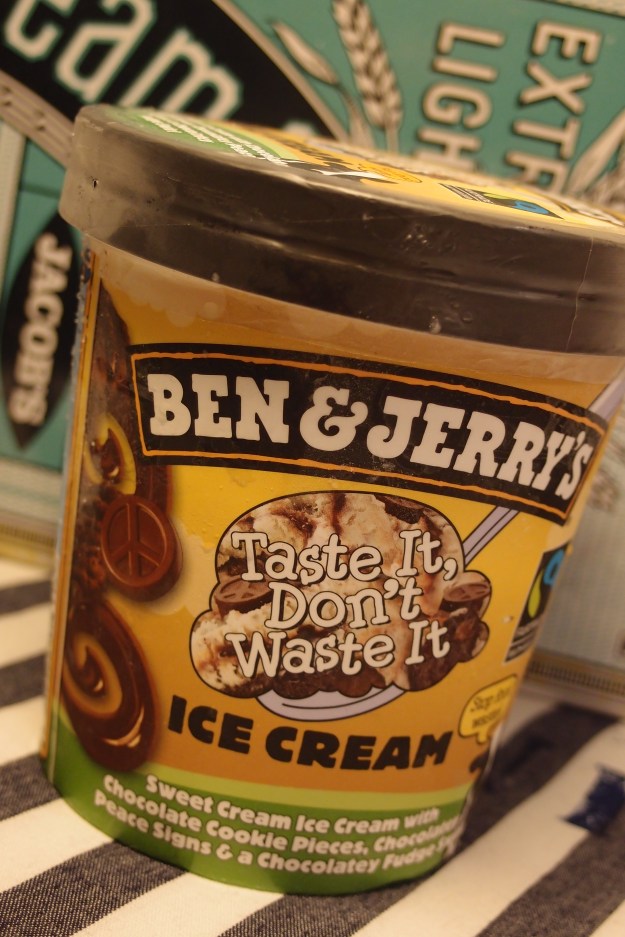 eam
EXTR
LIGH
JACOB'S
BEN & JERRY'S
Taste It,
Don't
Waste It
ICE CREAM
Sweet Cream Ice Cream with
Chocolate Cookie Pieces, Chocola
Peace Signs & a Chocolatey Fudge